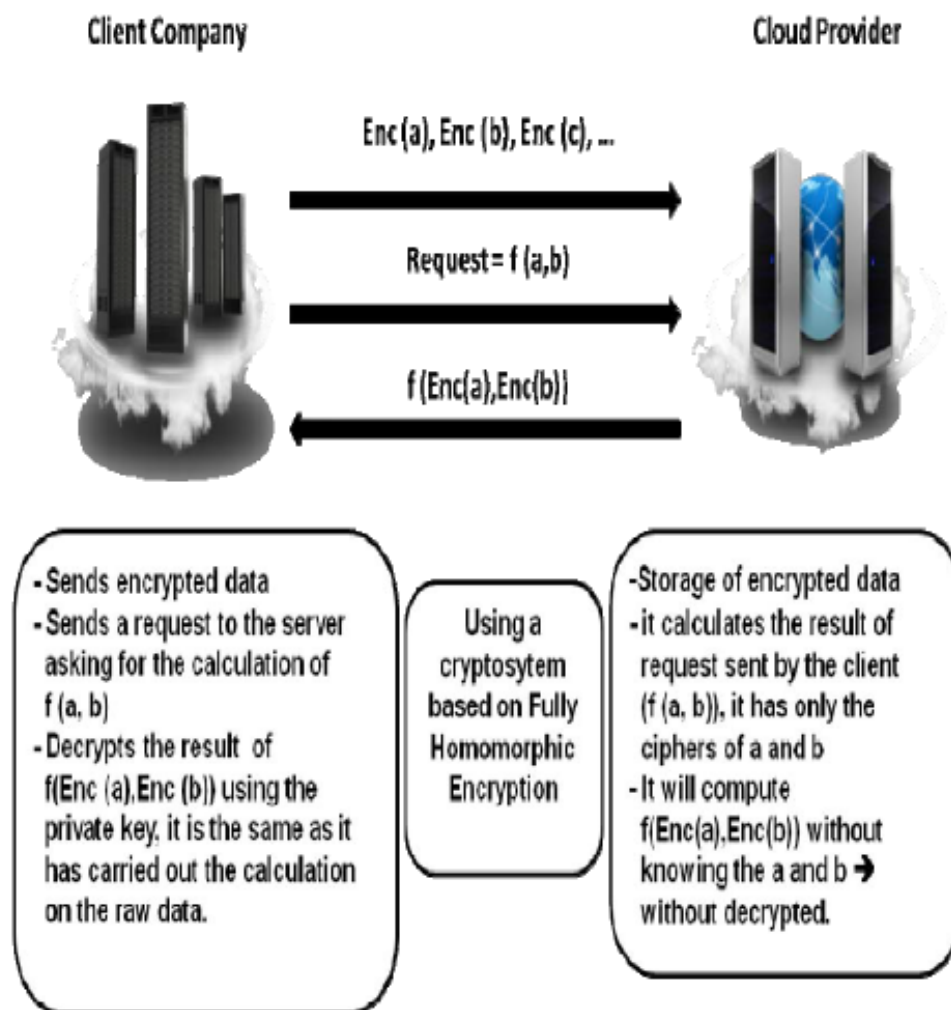 Client Company
Cloud Provider
Enc (a), Enc (b), Enc (c), ...
Request = f (a,b)
f (Enc(a),Enc(b))
- Sends encrypted data
- Sends a request to the server
asking for the calculation of
f (a, b)
- Decrypts the result of
f(Enc (a),Enc (b)) using the
private key, it is the same as it
has carried out the calculation
on the raw data.
Using a
cryptosytem
based on Fully
Homomorphic
Encryption
-Storage of encrypted data
-it calculates the result of
request sent by the client
(f (a, b)), it has only the
ciphers of a and b
-It will compute
f(Enc(a),Enc(b)) without
knowing the a and b ➔
without decrypted.